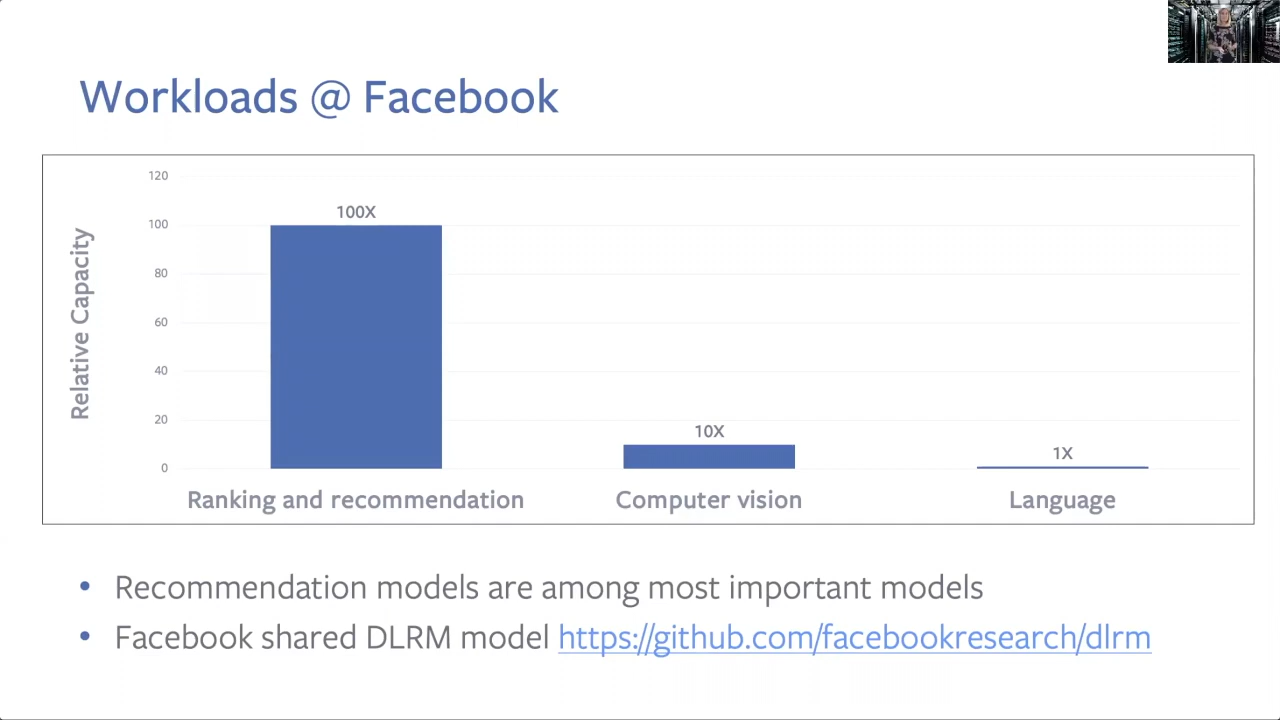 Workloads @ Facebook
Relative Capacity
120
100
80
60
40
20
0
100X
10X
1X
Ranking and recommendation
Computer vision
Language
• Recommendation models are among most important models
• Facebook shared DLRM model https://github.com/facebookresearch/dlrm